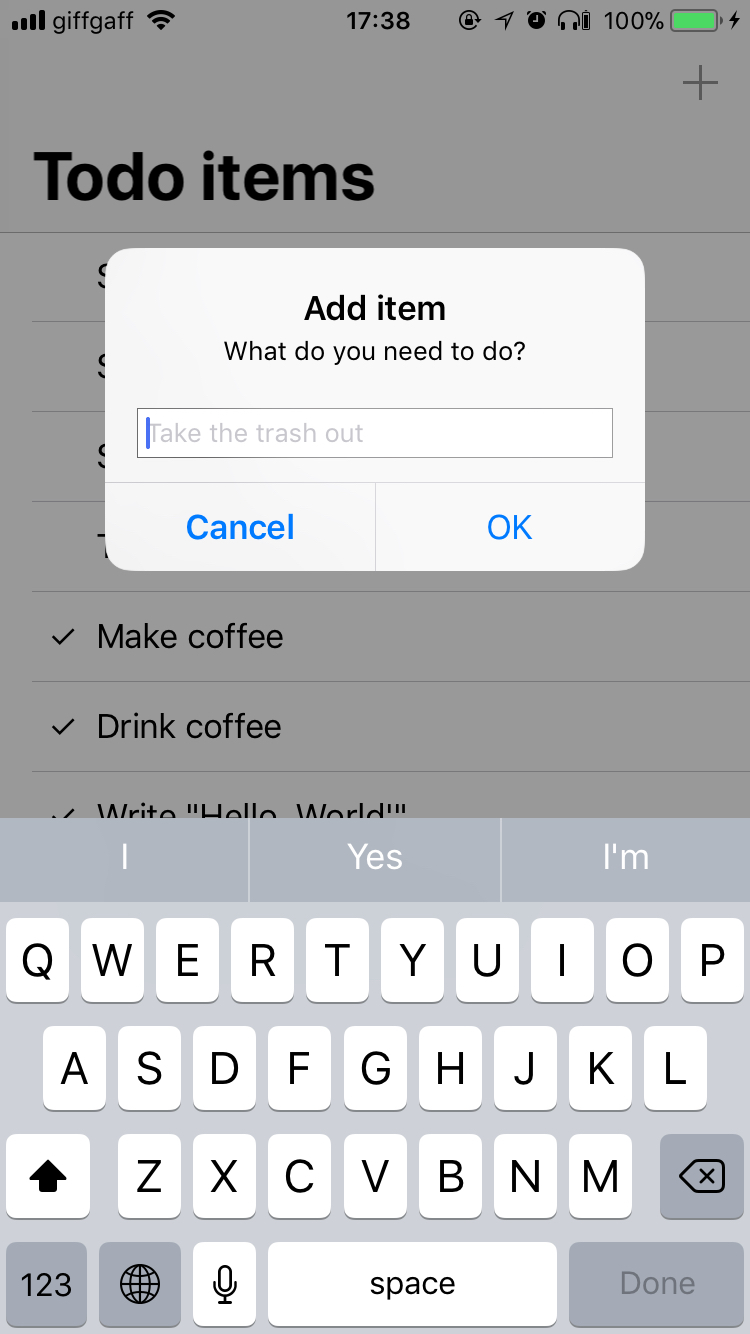 giffgaff 17:38 100%
Todo items
Add item
What do you need to do?
Take the trash out
Cancel OK
Make coffee
Drink coffee
Write "Hello, World'"
I Yes I'm
Q W E R T Y U I O P
A S D F G H J K L
Z X C V B N M
123 space Done